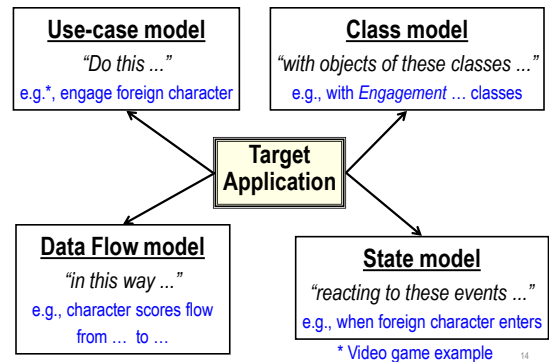 Use-case model
“Do this ...”
e.g.*, engage foreign character
Class model
“with objects of these classes ...”
e.g., with Engagement … classes
Target
Application
Data Flow model
“in this way ...”
e.g., character scores flow
from … to …
State model
“reacting to these events ...”
e.g., when foreign character enters
* Video game example
14